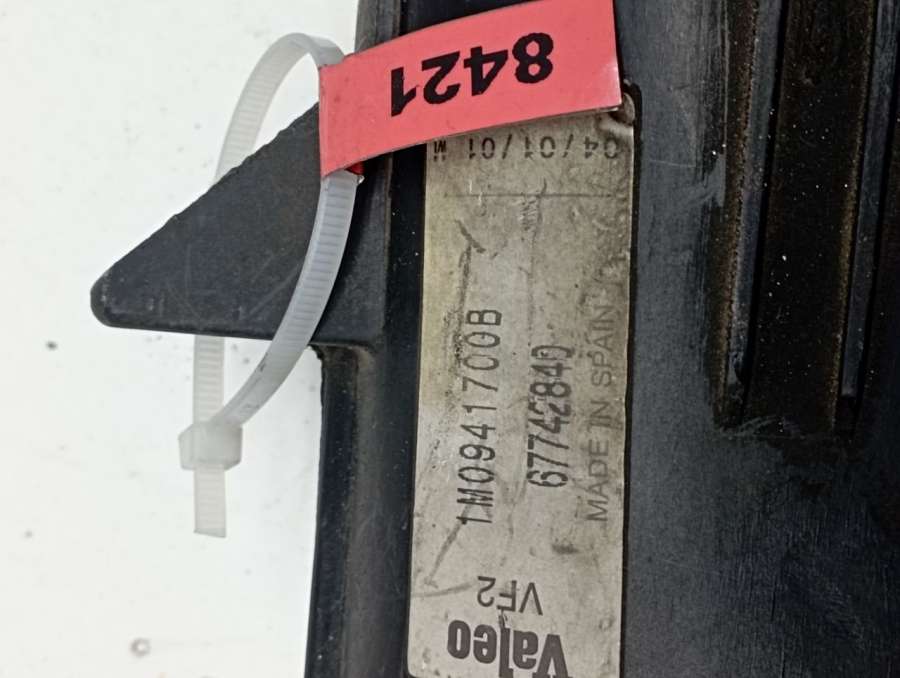 8421
04/01/01 M
1M0941700B
67742840
MADE IN SPAIN
VF2
Valeo